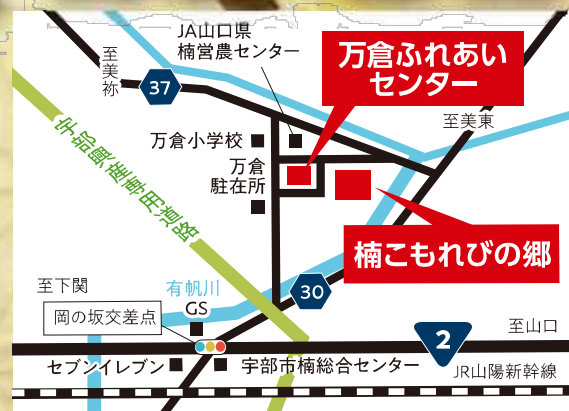 JA山口県
楠営農センター
至美祢
37
万倉ふれあい
センター
至美東
万倉小学校
万倉
駐在所
宇部興産専用道路
楠こもれびの郷
至下関
有帆川
30
GS
岡の坂交差点
2
至山口
セブンイレブン
宇部市楠総合センター
JR山陽新幹線